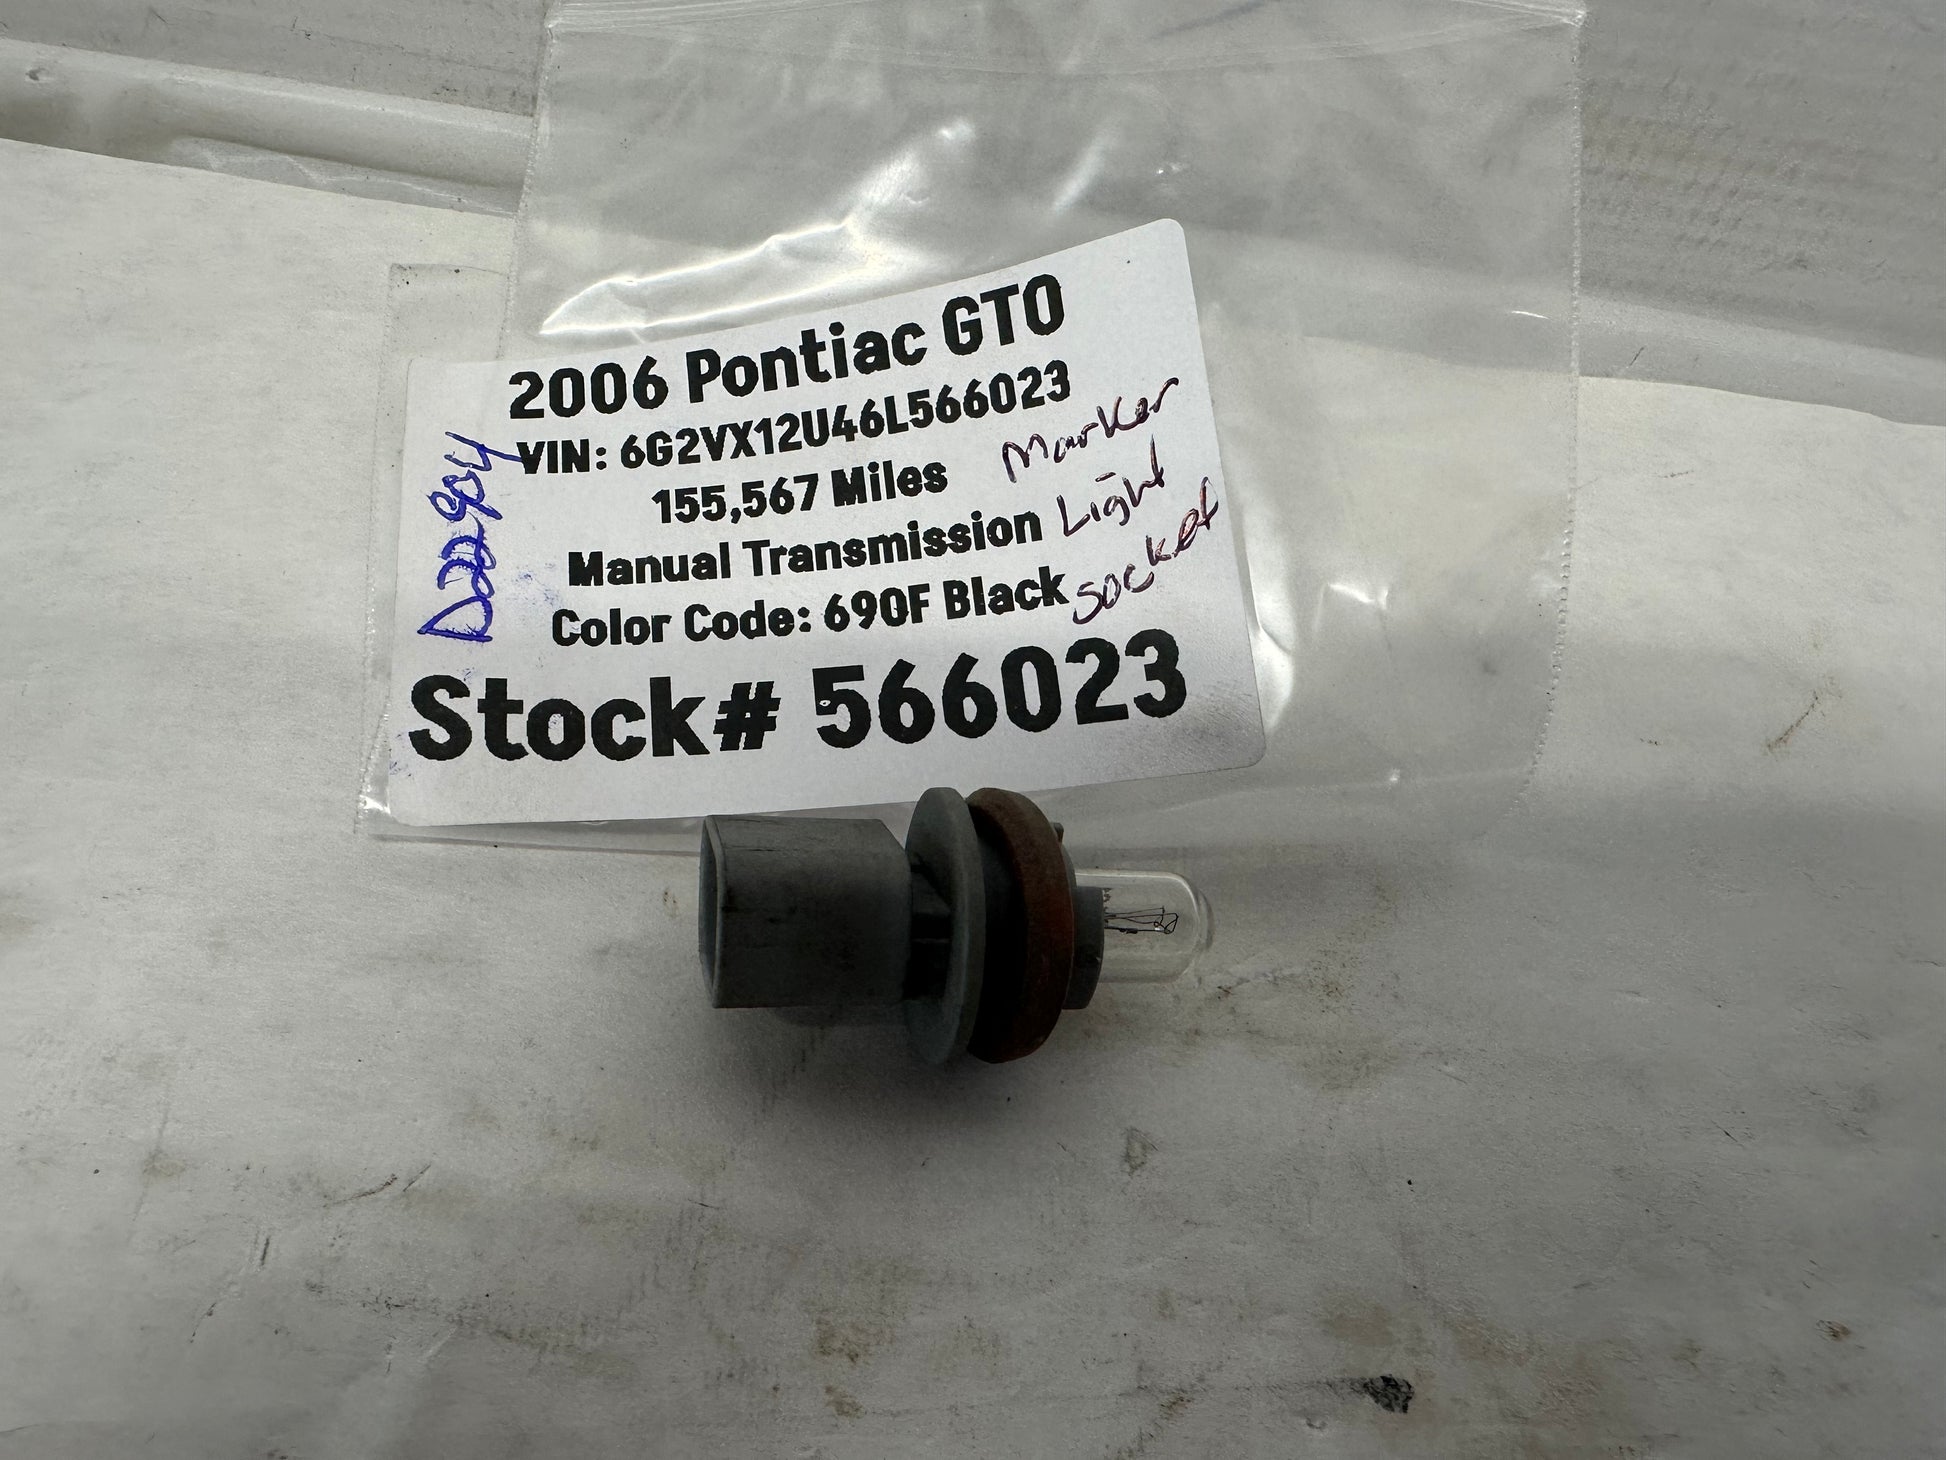 2006 Pontiac GTO
VIN: 6G2VX12U46L566023
155,567 Miles
Manual Transmission
Color Code: 690F Black
Stock# 566023
Marker
Light
Socket
D22904